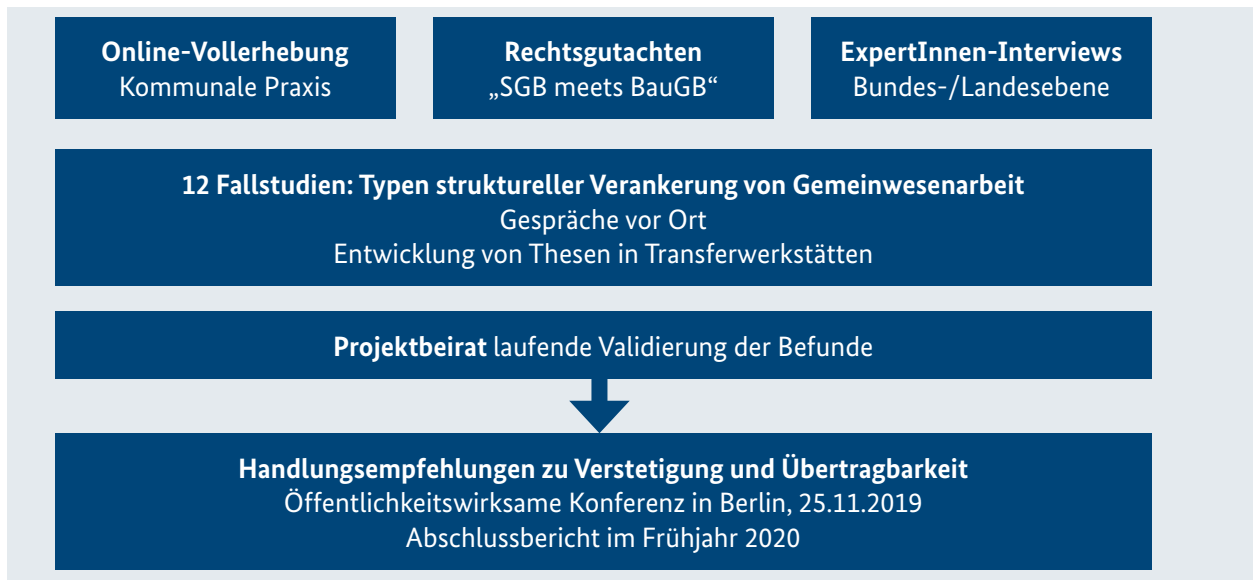 Online-Vollerhebung
Kommunale Praxis
Rechtsgutachten
„SGB meets BauGB“
ExpertInnen-Interviews
Bundes-/Landesebene
12 Fallstudien: Typen struktureller Verankerung von Gemeinwesenarbeit
Gespräche vor Ort
Entwicklung von Thesen in Transferwerkstätten
Projektbeirat laufende Validierung der Befunde
Handlungsempfehlungen zu Verstetigung und Übertragbarkeit
Öffentlichkeitswirksame Konferenz in Berlin, 25.11.2019
Abschlussbericht im Frühjahr 2020